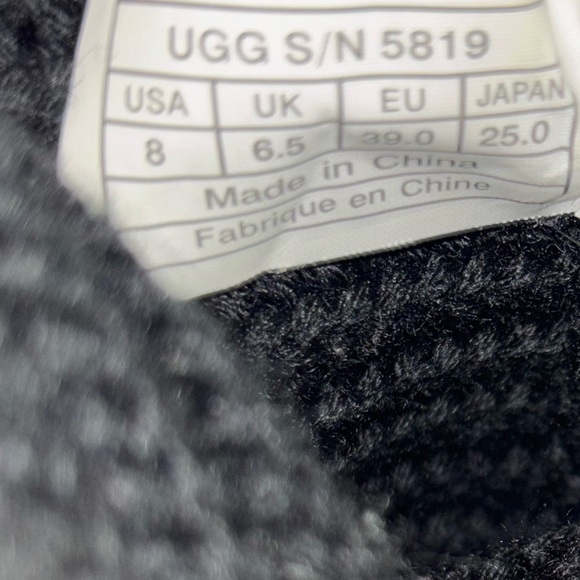 UGG S/N 5819
USA UK EU JAPAN
8 6.5 39.0 25.0
Made in China
Fabrique en Chine